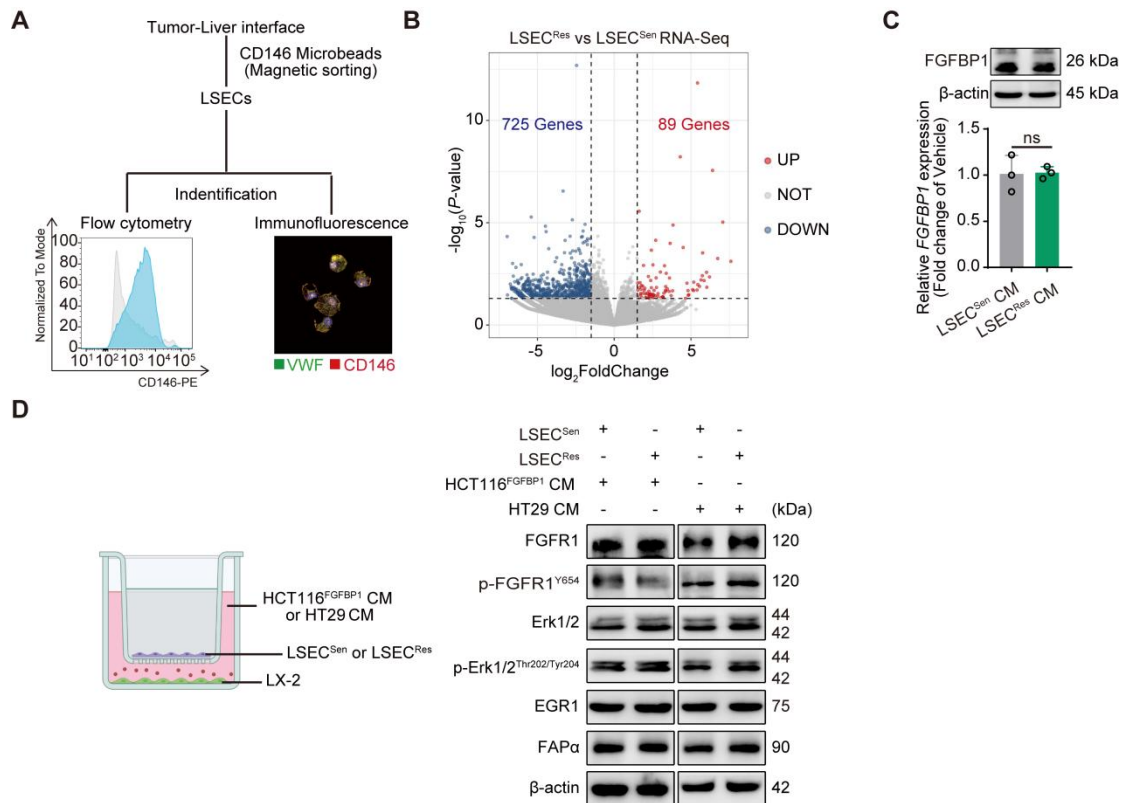 A
Tumor-Liver interface
CD146 Microbeads
(Magnetic sorting)
LSECs
Indentification
Flow cytometry
Immunofluorescence
Normalized To Mode
100
80
60
40
20
0
10¹ 10² 10³ 10⁴ 10⁵
CD146-PE
VWF CD146
B
LSECRes vs LSECSen RNA-Seq
725 Genes
89 Genes
-log10(P-value)
10
5
0
-5 0 5
log2FoldChange
UP
NOT
DOWN
C
FGFBP1 26 kDa
β-actin 45 kDa
Relative FGFBP1 expression
(Fold change of Vehicle)
ns
1.5
1.0
0.5
0.0
LSECSen CM
LSECRes CM
D
HCT116FGFBP1 CM
or HT29 CM
LSECSen or LSECRes
LX-2
LSECSen + - + -
LSECRes - + - +
HCT116FGFBP1 CM + + - -
HT29 CM - - + + (kDa)
FGFR1 120
p-FGFR1Y654 120
Erk1/2 44
42
p-Erk1/2Thr202/Tyr204 44
42
EGR1 75
FAPα 90
β-actin 42